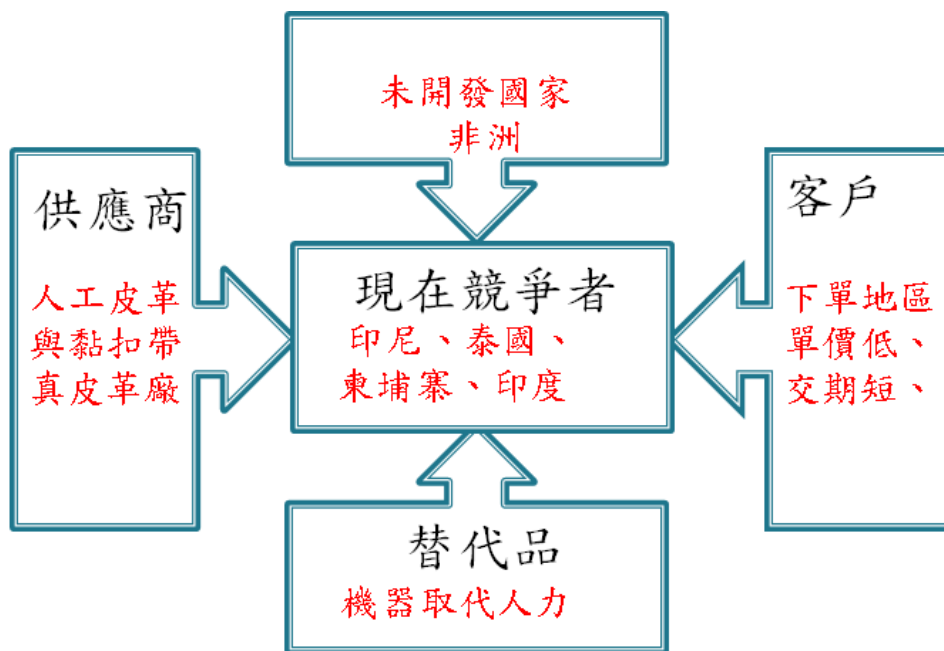 未開發國家
非洲
供應商
人工皮革
與黏扣帶
真皮革廠
現在競爭者
印尼、泰國、
柬埔寨、印度
客戶
下單地區
單價低、
交期短、
替代品
機器取代人力